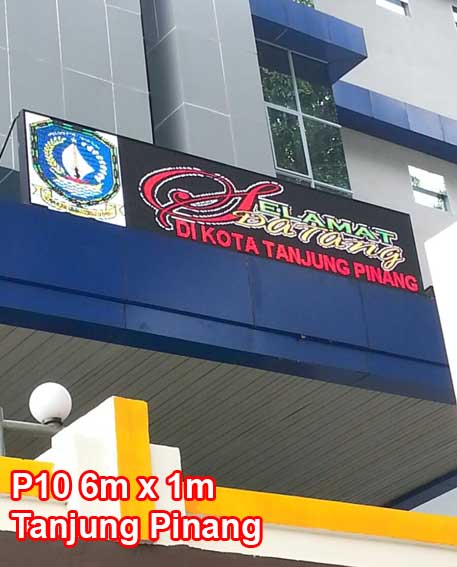 SELAMAT
DaTang
DI KOTA TANJUNG PINANG
P10 6m x 1m
Tanjung Pinang